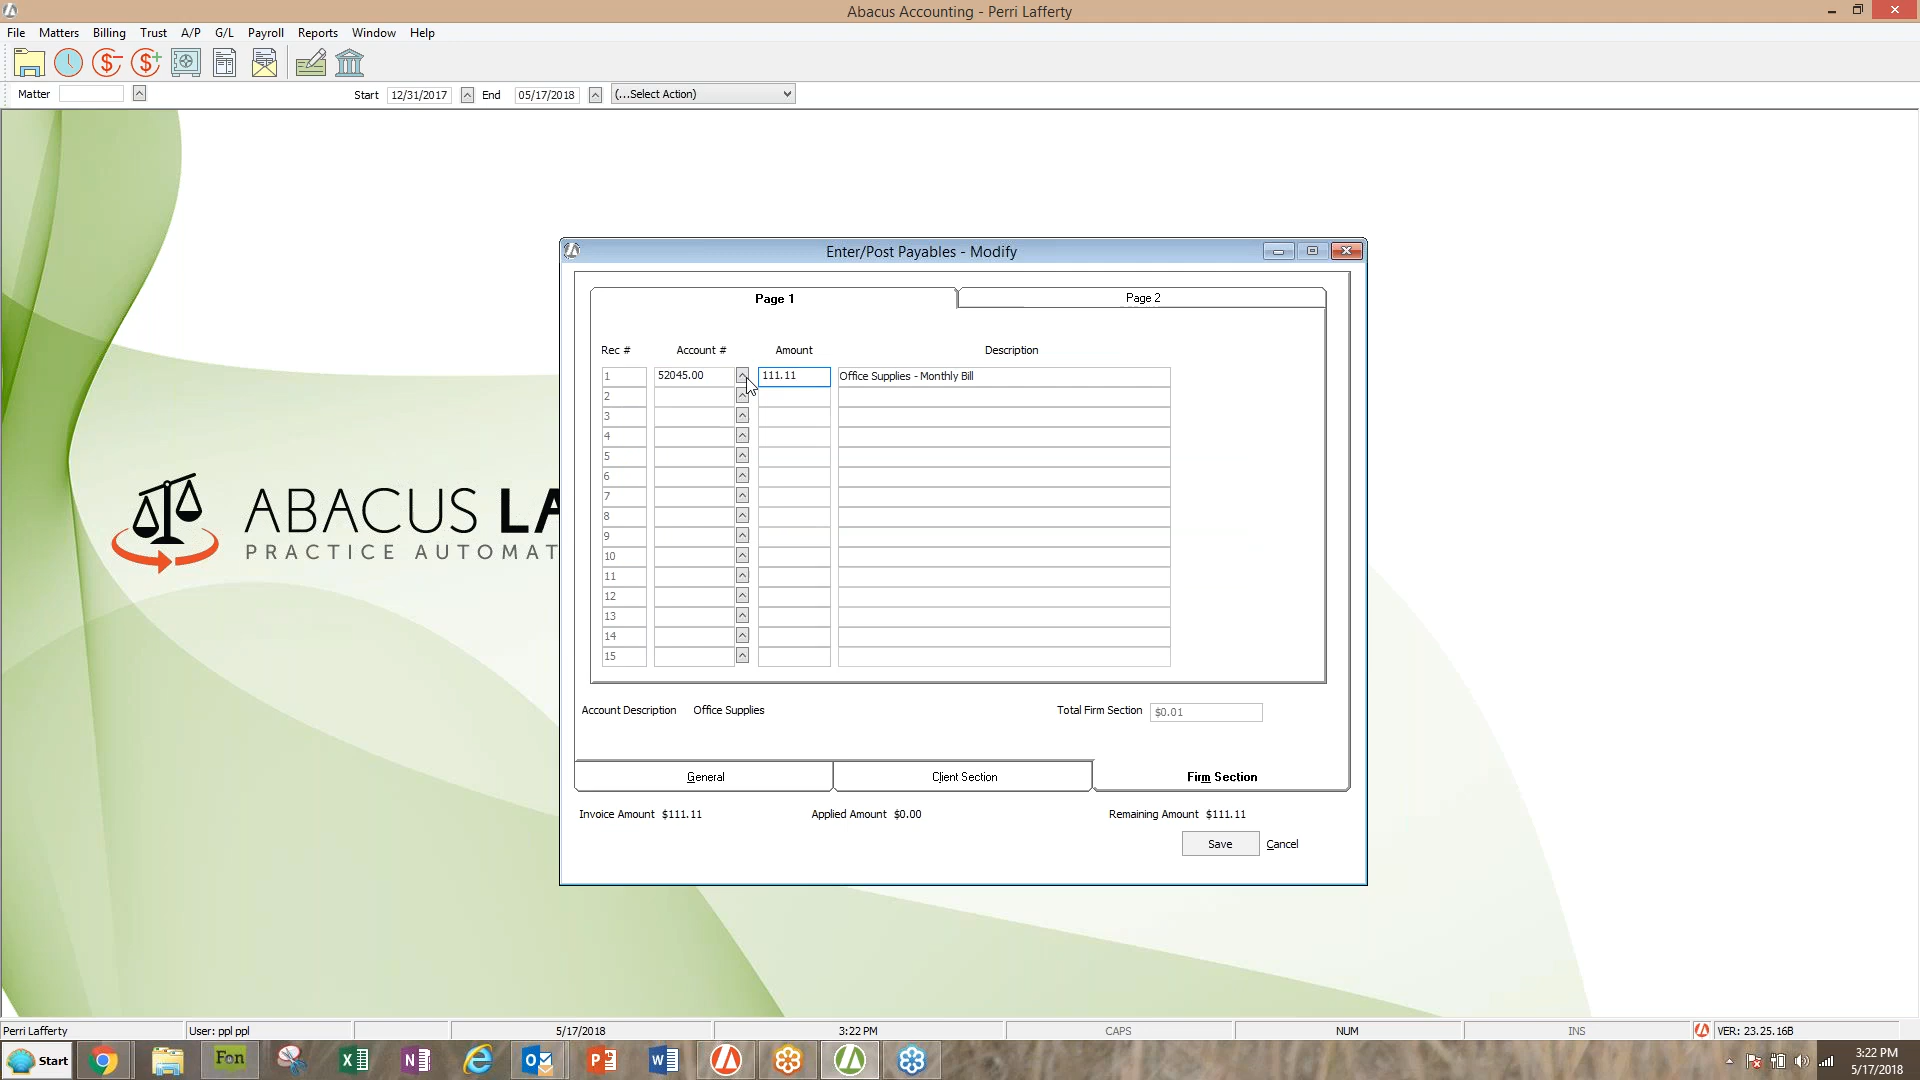 Abacus Accounting - Perri Lafferty
File Matters Billing Trust A/P G/L Payroll Reports Window Help
Matter Start 12/31/2017 End 05/17/2018 (...Select Action)
Enter/Post Payables - Modify
Page 1 Page 2
Rec # Account # Amount Description
1 52045.00 111.11 Office Supplies - Monthly Bill
2
3
4
5
6
7
8
9
10
11
12
13
14
15
ABACUS LA
PRACTICE AUTOMAT
Account Description Office Supplies Total Firm Section $0.01
General Client Section Firm Section
Invoice Amount $111.11 Applied Amount $0.00 Remaining Amount $111.11
Save Cancel
Perri Lafferty User: ppl ppl 5/17/2018 3:22 PM CAPS NUM INS VER: 23.25.16B
Start Fon 3:22 PM
5/17/2018